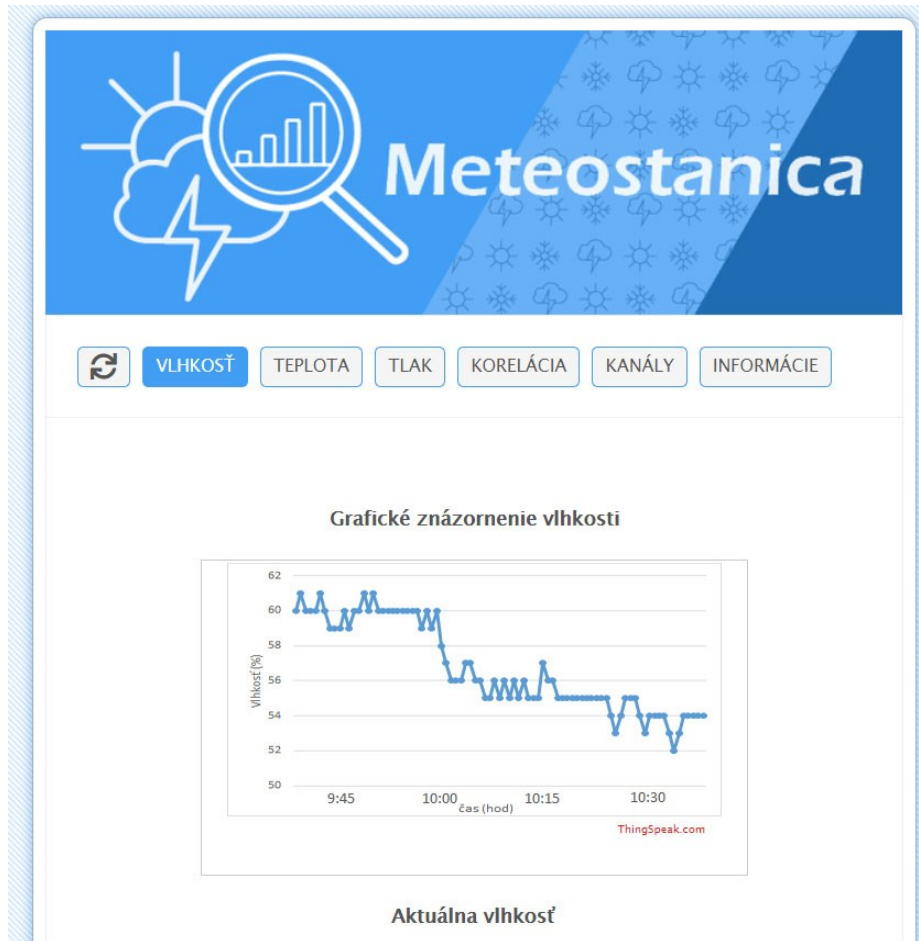 Meteostanica
VLHKOSŤ TEPLOTA TLAK KORELÁCIA KANÁLY INFORMÁCIE
Grafické znázornenie vlhkosti
62
60
58
56
54
52
50
Vlhkosť (%)
9:45 10:00 10:15 10:30
čas (hod)
ThingSpeak.com
Aktuálna vlhkosť